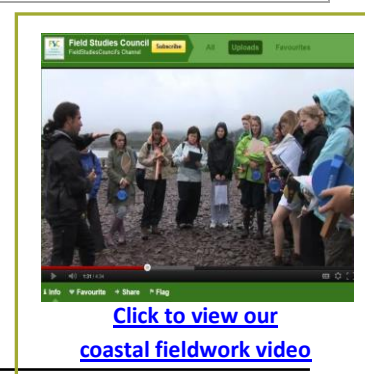 Field Studies Council
FieldStudiesCouncil's Channel
Subscribe
All
Uploads
Favourites
Info
Favourite
Share
Flag
Click to view our
coastal fieldwork video